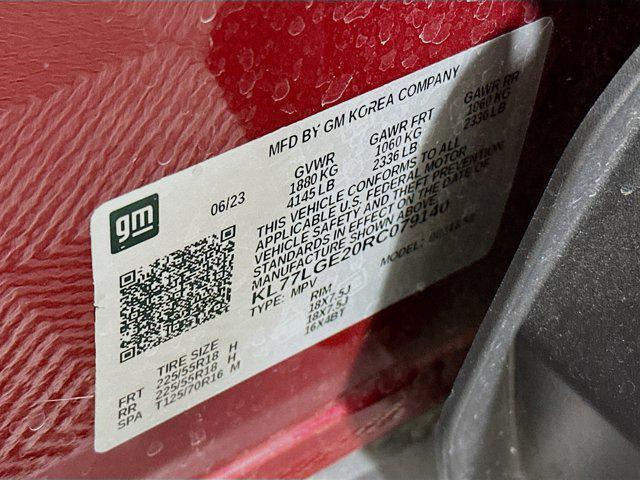 MFD BY GM KOREA COMPANY
gm
06/23
GVWR GAWR FRT GAWR RR
1880 KG 1060 KG 1060 KG
4145 LB 2336 LB 2336 LB
THIS VEHICLE CONFORMS TO ALL
APPLICABLE U.S. FEDERAL MOTOR
VEHICLE SAFETY AND THEFT PREVENTION
STANDARDS IN EFFECT ON THE DATE OF
MANUFACTURE SHOWN ABOVE.
KL77LGE20RC079140
TYPE: MPV MODEL:
TIRE SIZE RIM
FRT 225/55R18 H 18X7.5J
RR 225/55R18 H 18X7.5J
SPA T125/70R16 M 16X4BT